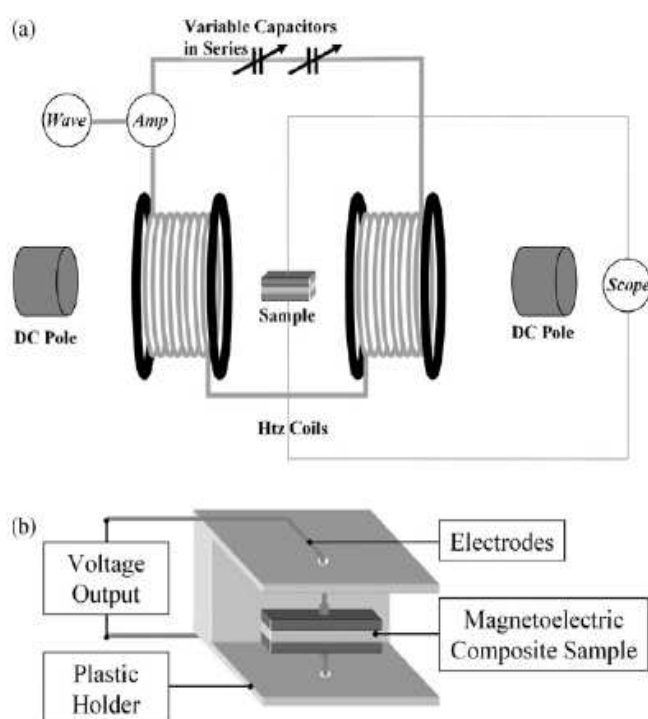 (a)
Variable Capacitors
in Series
Wave
Amp
Scope
Sample
DC Pole
DC Pole
Htz Coils
(b)
Electrodes
Voltage
Output
Magnetoelectric
Composite Sample
Plastic
Holder